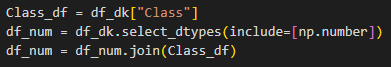 Class_df = df_dk["Class"]
df_num = df_dk.select_dtypes(include=[np.number])
df_num = df_num.join(Class_df)